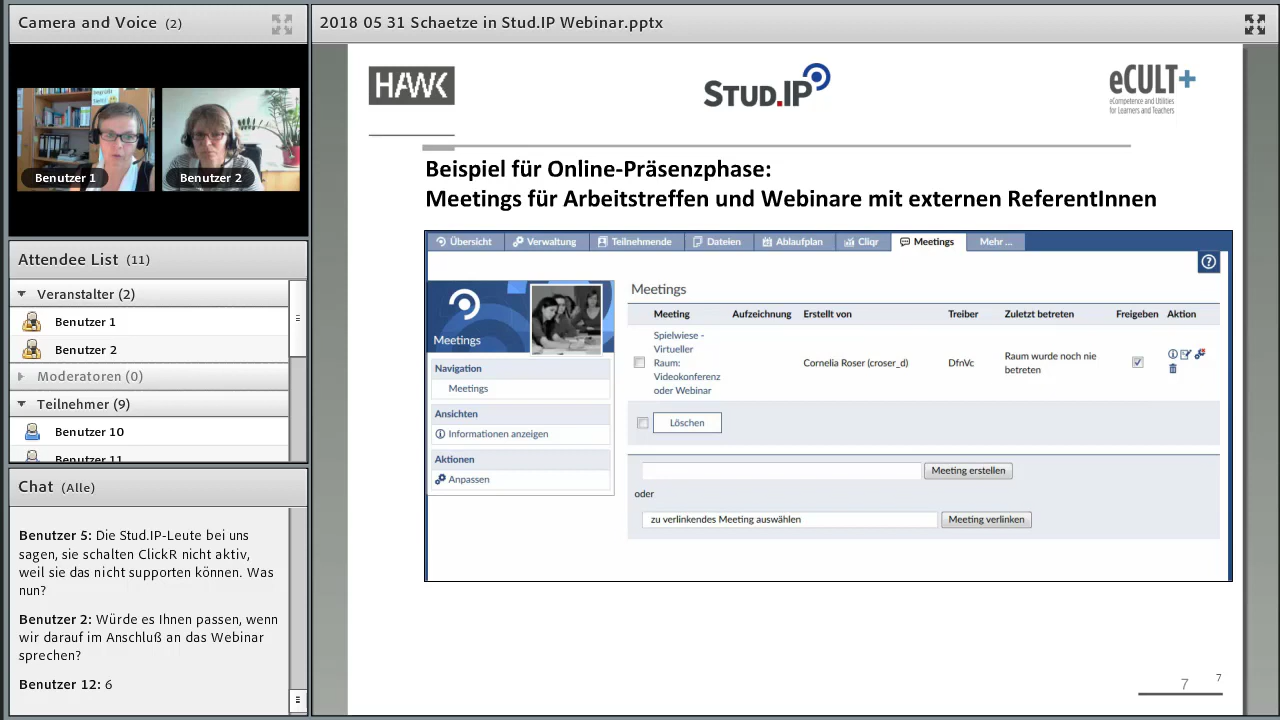 Camera and Voice (2)
Benutzer 1
Benutzer 2
Attendee List (11)
Veranstalter (2)
Benutzer 1
Benutzer 2
Moderatoren (0)
Teilnehmer (9)
Benutzer 10
Benutzer 11
Chat (Alle)
Benutzer 5: Die Stud.IP-Leute bei uns
sagen, sie schalten ClickR nicht aktiv,
weil sie das nicht supporten können. Was
nun?
Benutzer 2: Würde es Ihnen passen, wenn
wir darauf im Anschluß an das Webinar
sprechen?
Benutzer 12: 6
2018 05 31 Schaetze in Stud.IP Webinar.pptx
HAWK
STUD.IP
eCULT+
eCompetence and Utilities
for Learners and Teachers
Beispiel für Online-Präsenzphase:
Meetings für Arbeitstreffen und Webinare mit externen ReferentInnen
Übersicht Verwaltung Teilnehmende Dateien Ablaufplan Cliqr Meetings Mehr ...
Meetings
Navigation
Meetings
Ansichten
Informationen anzeigen
Aktionen
Anpassen
Meetings
Meeting Aufzeichnung Erstellt von Treiber Zuletzt betreten Freigeben Aktion
Spielwiese -
Virtueller
Raum:
Videokonferenz
oder Webinar
Cornelia Roser (croser_d)
DfnVc
Raum wurde noch nie
betreten
Löschen
Meeting erstellen
oder
zu verlinkendes Meeting auswählen Meeting verlinken
7
7